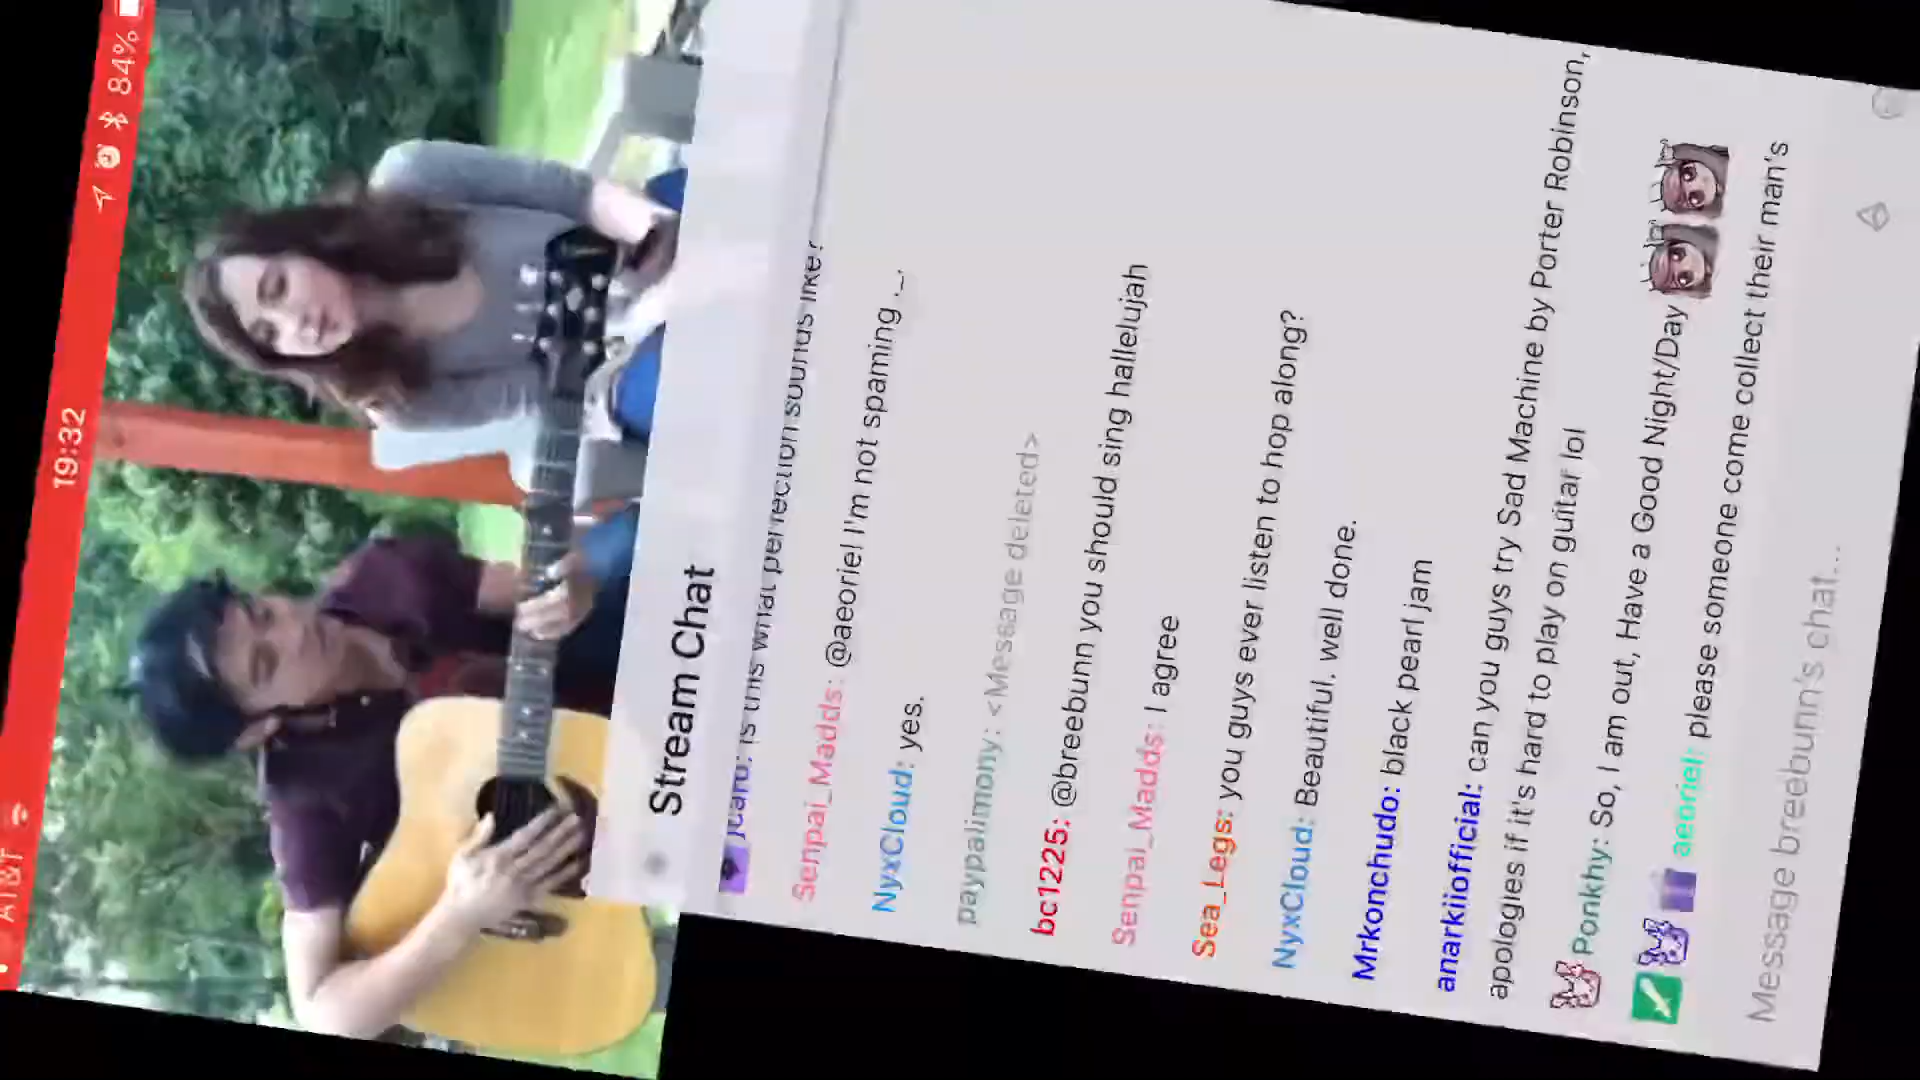 AT&T
19:32
84%
Stream Chat
juaro: is this what perfection sounds like?
Senpai_Madds: @aeoriel I'm not spaming ._.
NyxCloud: yes.
paypalimony: <Message deleted>
bc1225: @breebunn you should sing hallelujah
Senpai_Madds: I agree
Sea_Legs: you guys ever listen to hop along?
NyxCloud: Beautiful, well done.
Mrkonchudo: black pearl jam
anarkiiofficial: can you guys try Sad Machine by Porter Robinson,
apologies if it's hard to play on guitar lol
Ponkhy: So, I am out, Have a Good Night/Day
aeoriel: please someone come collect their man's
Message breebunn's chat...